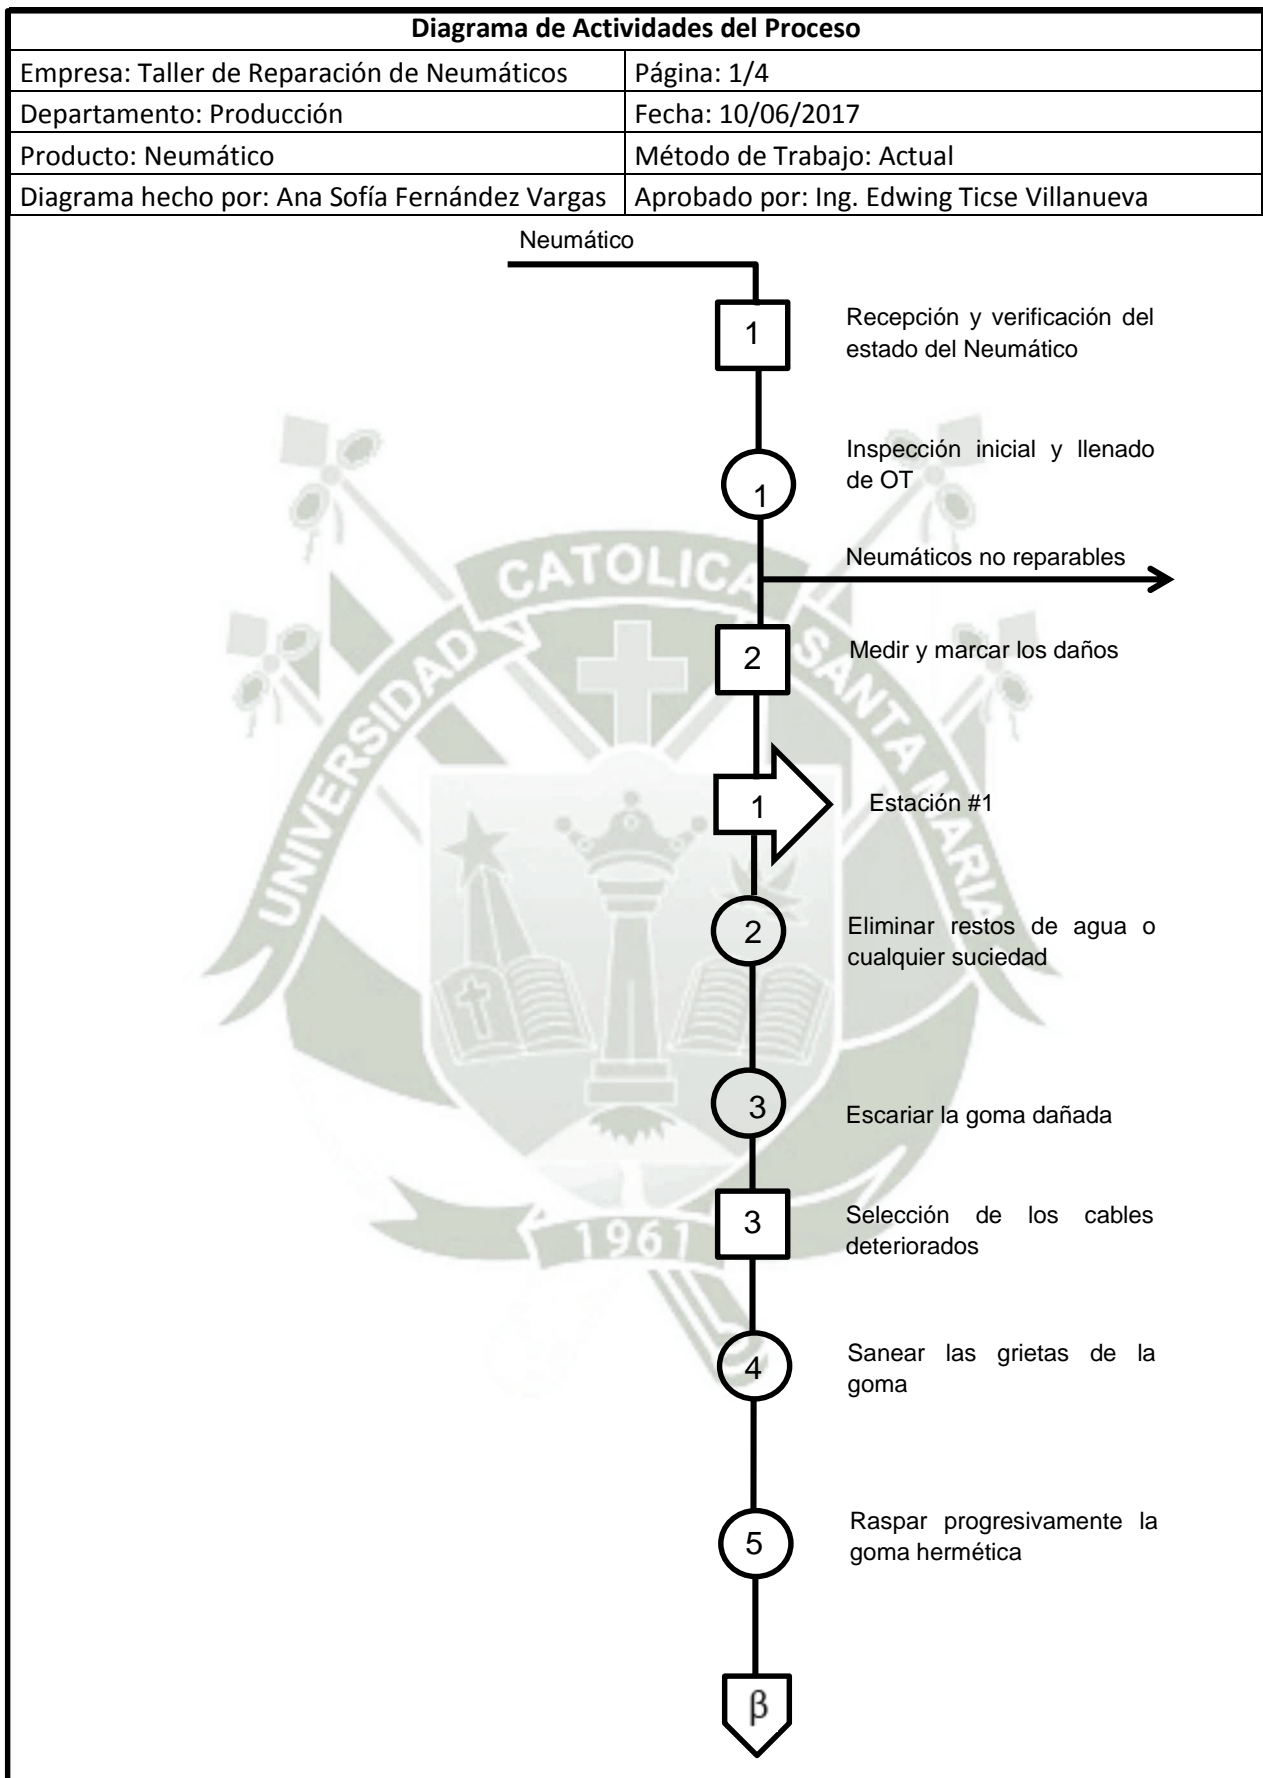 Diagrama de Actividades del Proceso
Empresa: Taller de Reparación de Neumáticos
Página: 1/4
Departamento: Producción
Fecha: 10/06/2017
Producto: Neumático
Método de Trabajo: Actual
Diagrama hecho por: Ana Sofía Fernández Vargas
Aprobado por: Ing. Edwing Ticse Villanueva
Neumático
1
Recepción y verificación del
estado del Neumático
1
Inspección inicial y llenado
de OT
Neumáticos no reparables
2
Medir y marcar los daños
1
Estación #1
2
Eliminar restos de agua o
cualquier suciedad
3
Escariar la goma dañada
3
Selección de los cables
deteriorados
4
Sanear las grietas de la
goma
5
Raspar progresivamente la
goma hermética
β
UNIVERSIDAD CATOLICA SANTA MARIA
1961